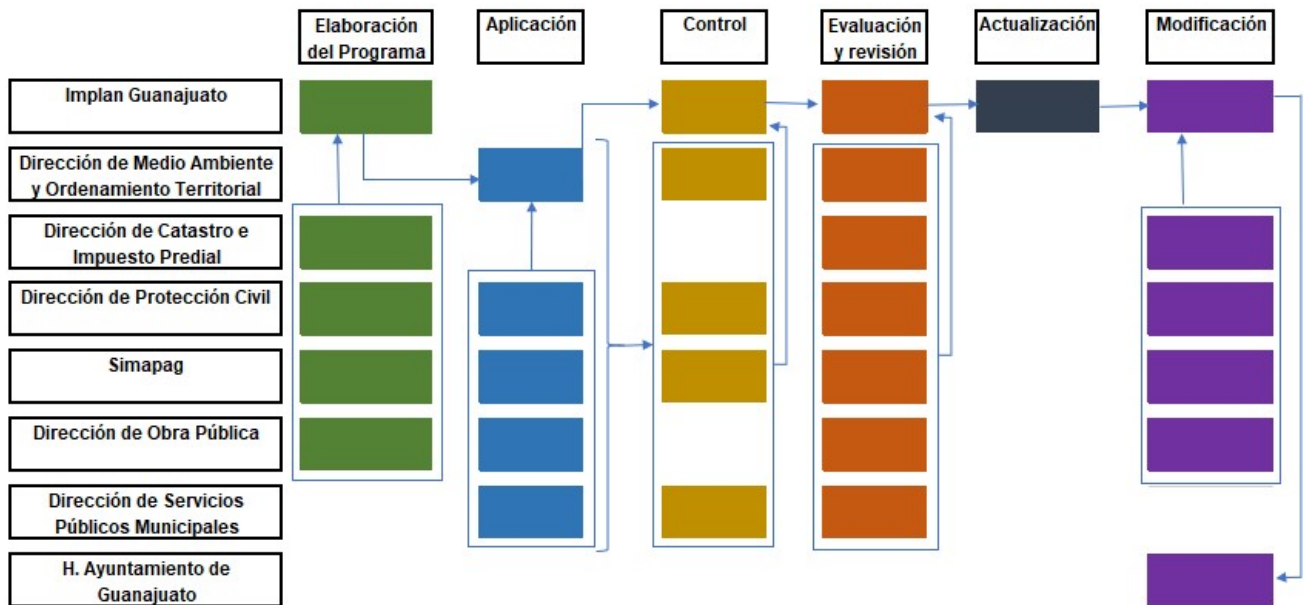 Elaboración
del Programa
Aplicación
Control
Evaluación
y revisión
Actualización
Modificación
Implan Guanajuato
Dirección de Medio Ambiente
y Ordenamiento Territorial
Dirección de Catastro e
Impuesto Predial
Dirección de Protección Civil
Simapag
Dirección de Obra Pública
Dirección de Servicios
Públicos Municipales
H. Ayuntamiento de
Guanajuato